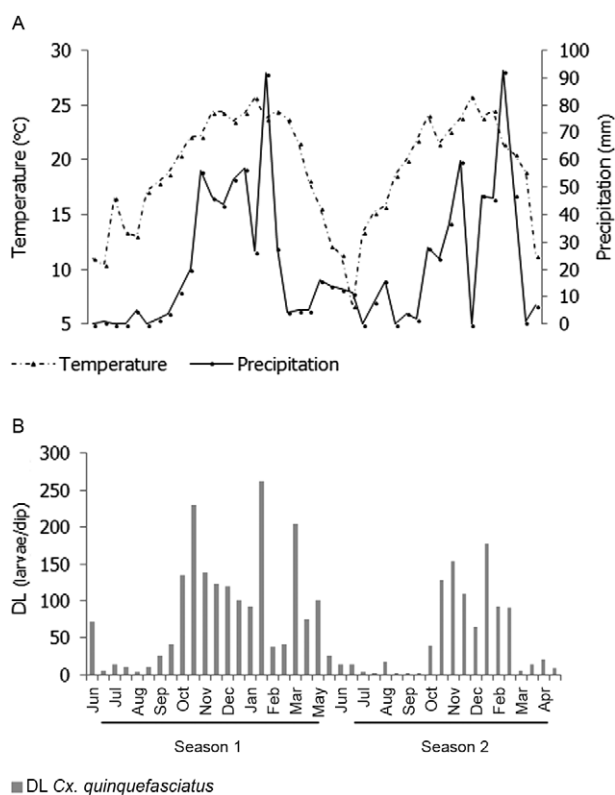 A
Temperature (ºC)
30
25
20
15
10
5
100
90
80
70
60
50
40
30
20
10
0
Precipitation (mm)
Temperature Precipitation
B
DL (larvae/dip)
300
250
200
150
100
50
0
Jun Jul Aug Sep Oct Nov Dec Jan Feb Mar May Jun Jul Aug Sep Oct Nov Dec Feb Mar Apr
Season 1 Season 2
DL Cx. quinquefasciatus